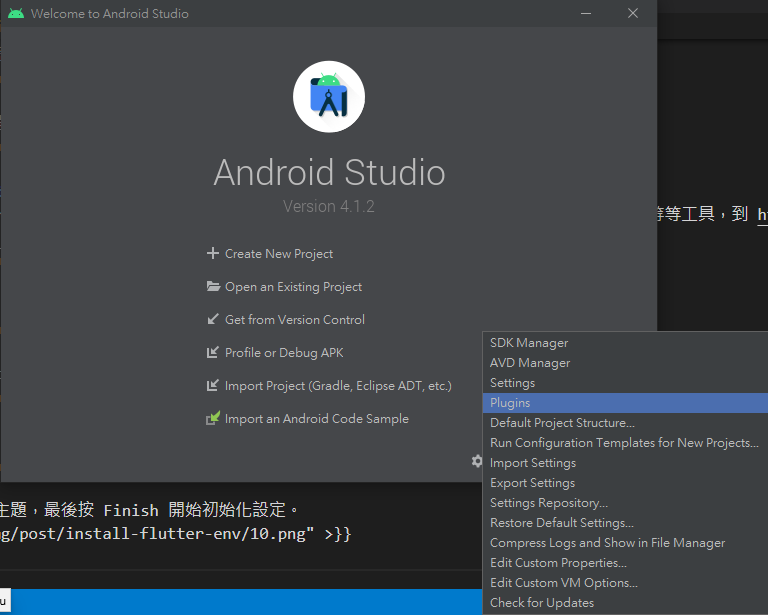 Welcome to Android Studio
Android Studio
Version 4.1.2
等等工具，到
Create New Project
Open an Existing Project
Get from Version Control
Profile or Debug APK
Import Project (Gradle, Eclipse ADT, etc.)
Import an Android Code Sample
SDK Manager
AVD Manager
Settings
Plugins
Default Project Structure...
Run Configuration Templates for New Projects...
Import Settings
Export Settings
Settings Repository...
Restore Default Settings...
Compress Logs and Show in File Manager
Edit Custom Properties...
Edit Custom VM Options...
Check for Updates
主題，最後按 Finish 開始初始化設定。
g/post/install-flutter-env/10.png" >}}